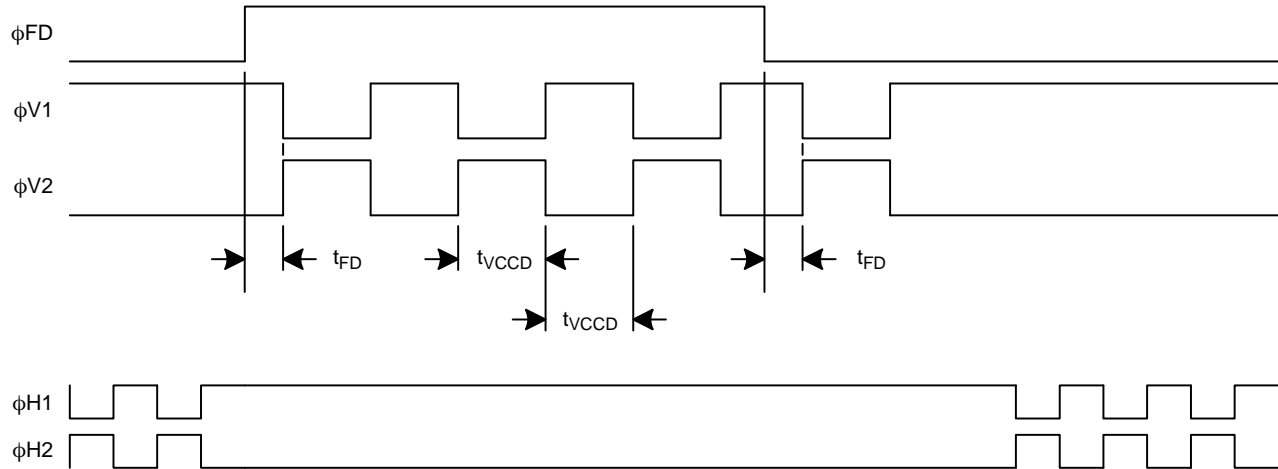 ϕFD
ϕV1
ϕV2
tFD tVCCD tFD
tVCCD
ϕH1
ϕH2